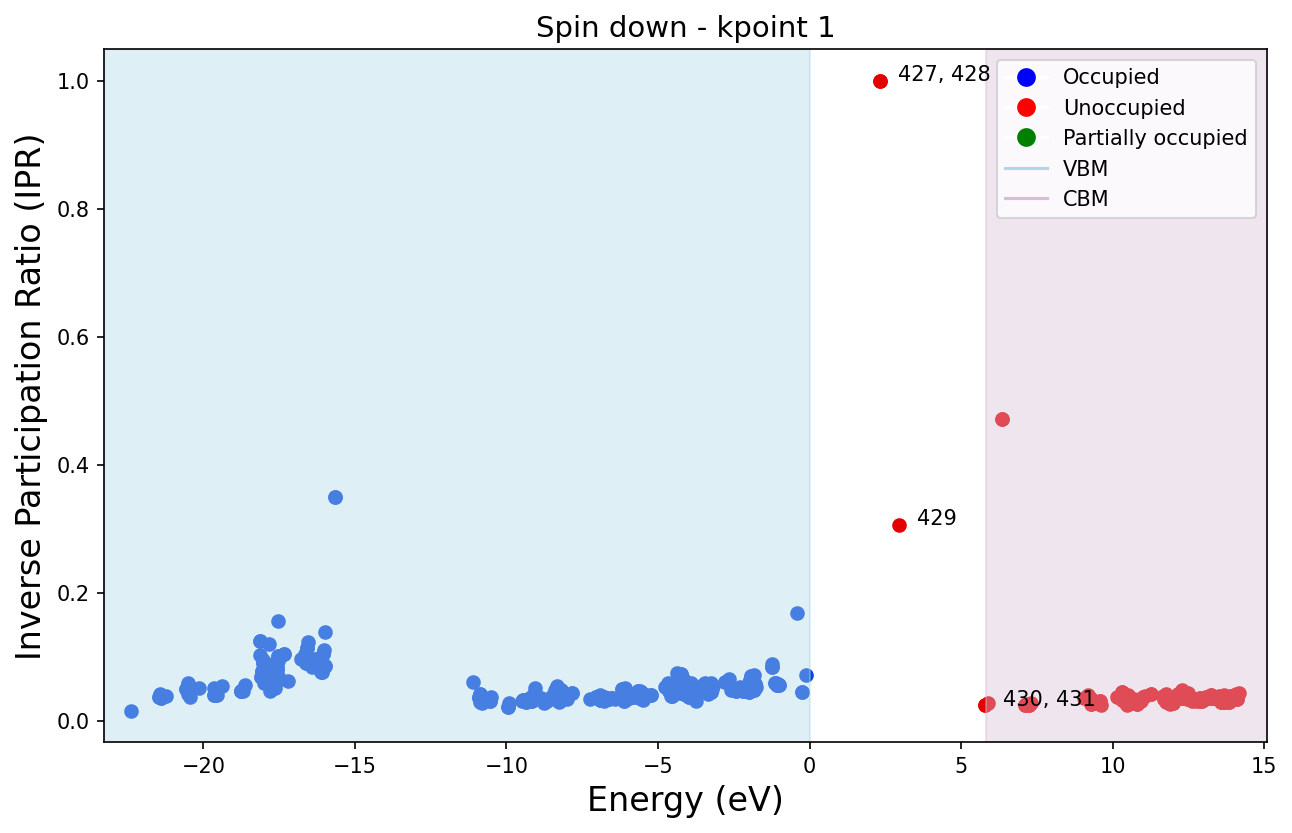 Spin down - kpoint 1
Inverse Participation Ratio (IPR)
1.0
0.8
0.6
0.4
0.2
0.0
427, 428
429
430, 431
Occupied
Unoccupied
Partially occupied
VBM
CBM
−20
−15
−10
−5
0
5
10
15
Energy (eV)